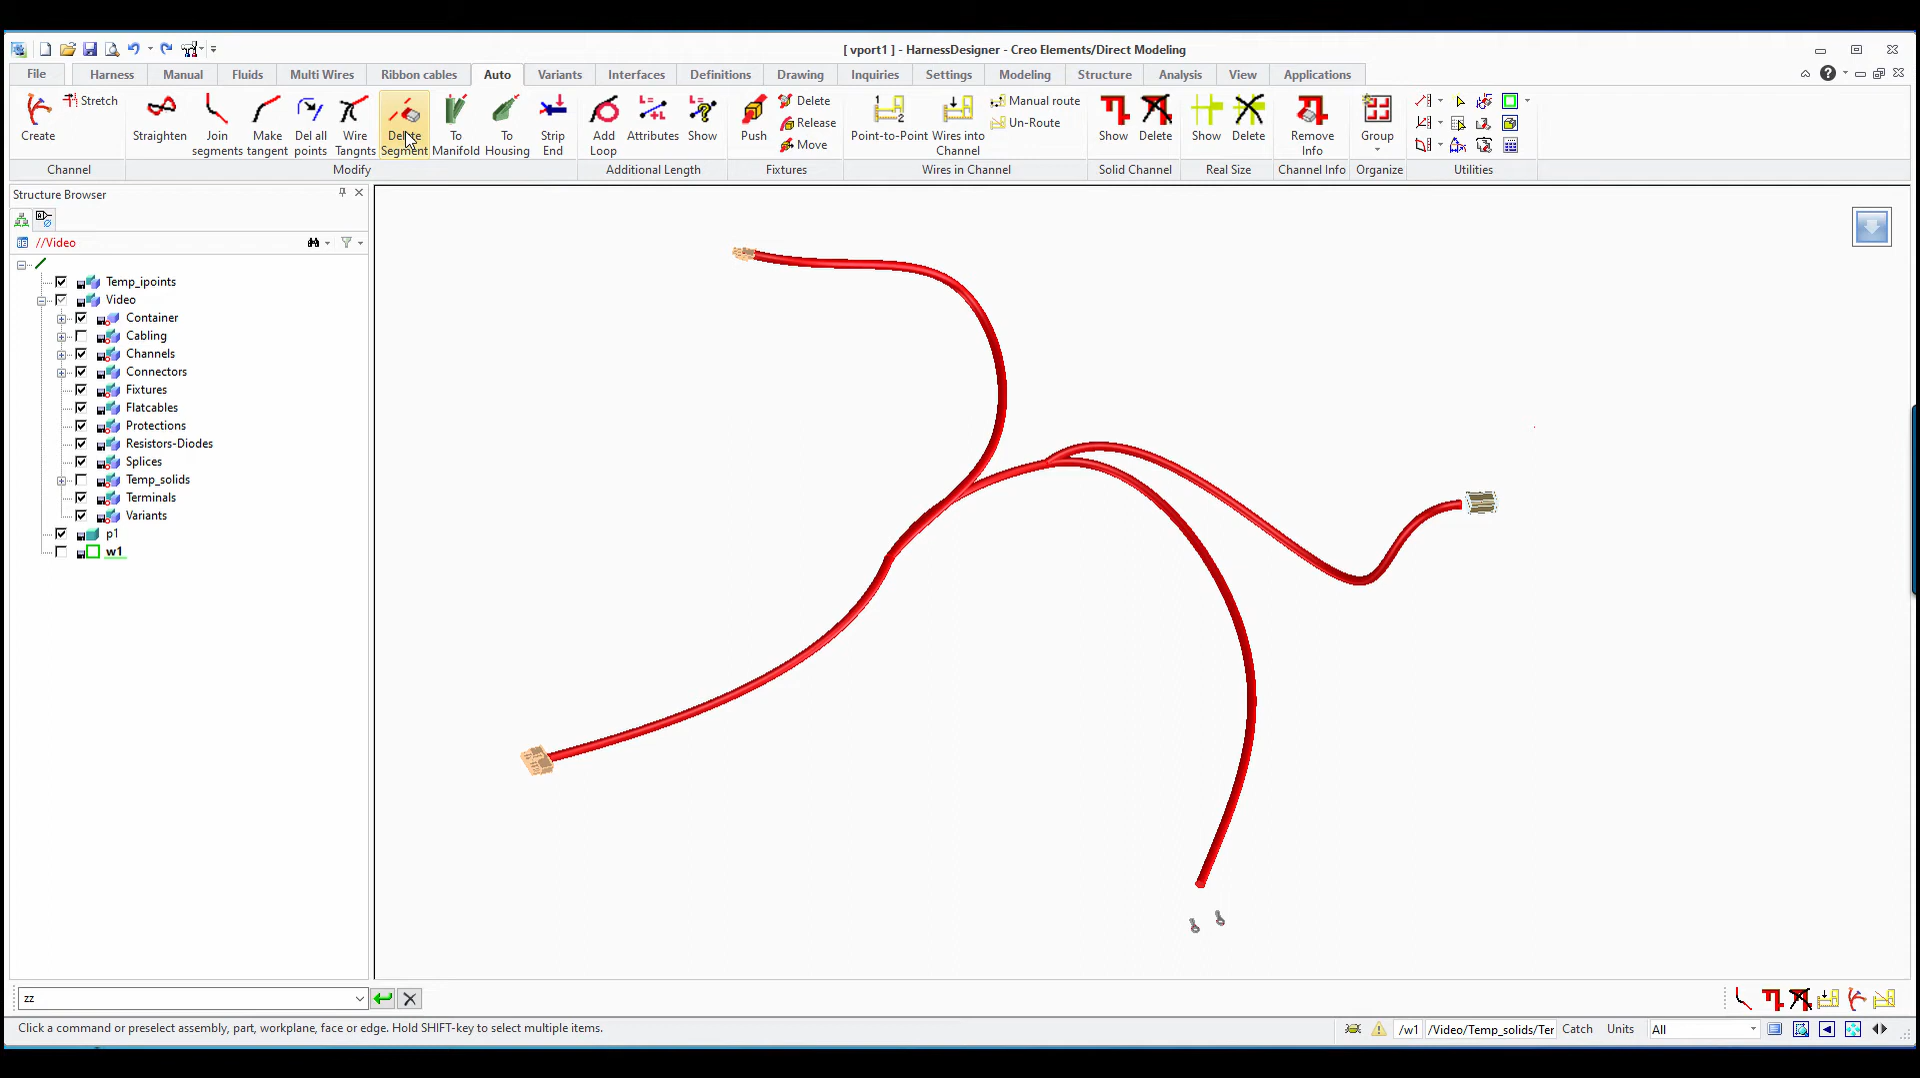 [ vport1 ] - HarnessDesigner - Creo Elements/Direct Modeling
File Harness Manual Fluids Multi Wires Ribbon cables Auto Variants Interfaces Definitions Drawing Inquiries Settings Modeling Structure Analysis View Applications
Create
Stretch
Straighten
Join segments
Make tangent
Del all points
Wire Tangnts
Delete Segment
To Manifold
To Housing
Strip End
Add Loop
Attributes
Show
Push
Delete
Release
Move
Point-to-Point
Wires into Channel
Manual route
Un-Route
Show
Delete
Show
Delete
Remove Info
Group
Channel Modify Additional Length Fixtures Wires in Channel Solid Channel Real Size Channel Info Organize Utilities
Structure Browser
//Video
Temp_ipoints
Video
Container
Cabling
Channels
Connectors
Fixtures
Flatcables
Protections
Resistors-Diodes
Splices
Temp_solids
Terminals
Variants
p1
w1
zz
Click a command or preselect assembly, part, workplane, face or edge. Hold SHIFT-key to select multiple items.
/w1 /Video/Temp_solids/Ter Catch Units All